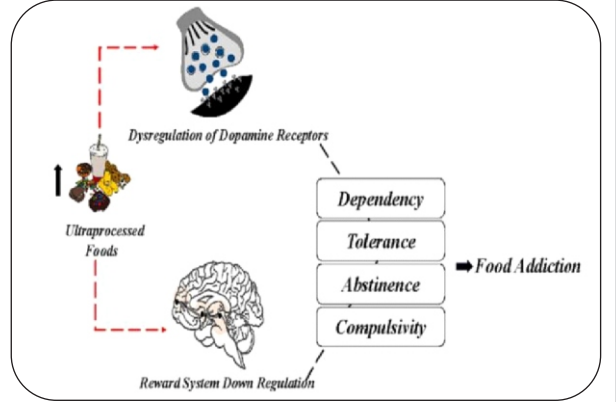 Dysregulation of Dopamine Receptors
Ultraprocessed
Foods
Dependency
Tolerance
Abstinence
Compulsivity
Food Addiction
Reward System Down Regulation